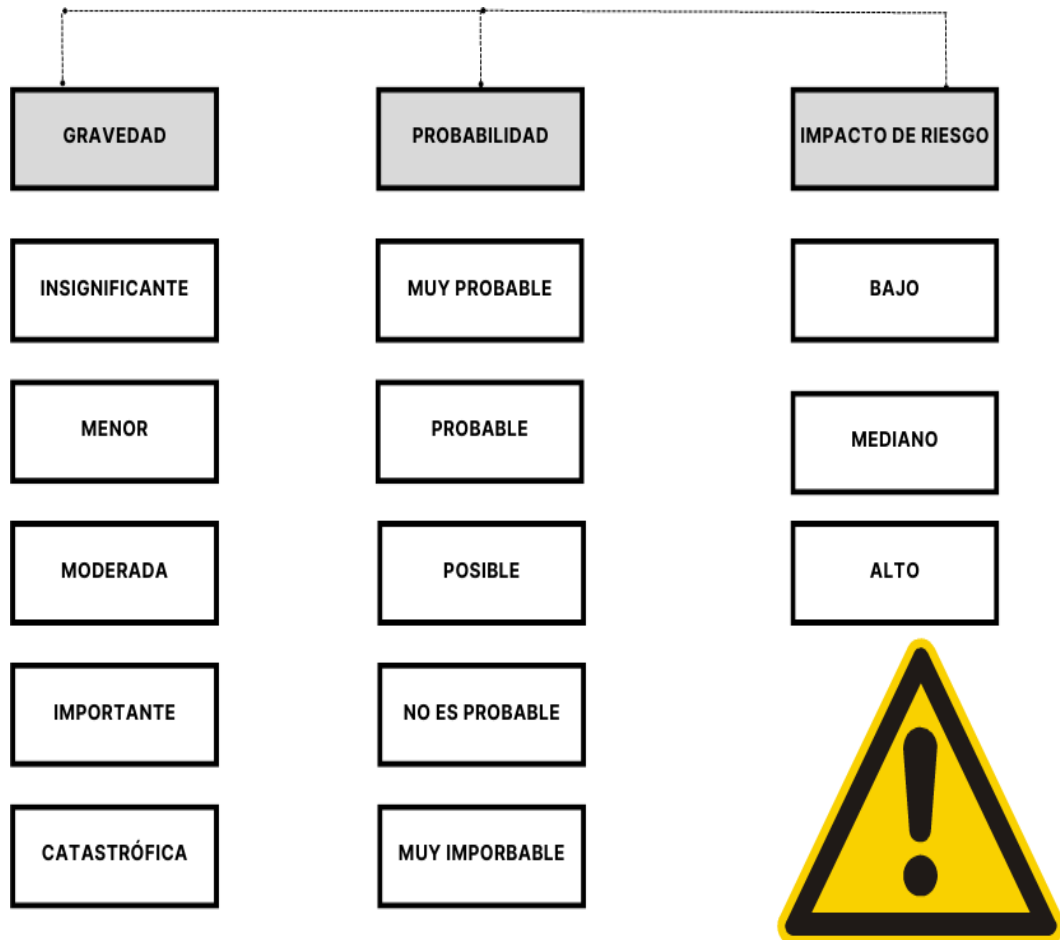 GRAVEDAD
PROBABILIDAD
IMPACTO DE RIESGO
INSIGNIFICANTE
MUY PROBABLE
BAJO
MENOR
PROBABLE
MEDIANO
MODERADA
POSIBLE
ALTO
IMPORTANTE
NO ES PROBABLE
CATASTRÓFICA
MUY IMPORBABLE